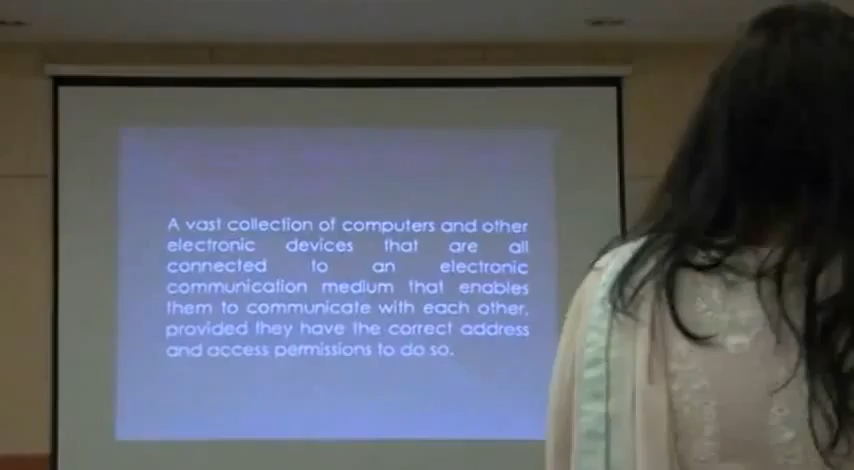 A vast collection of computers and other
electronic devices that are all
connected to an electronic
communication medium that enables
them to communicate with each other,
provided they have the correct address
and access permissions to do so.